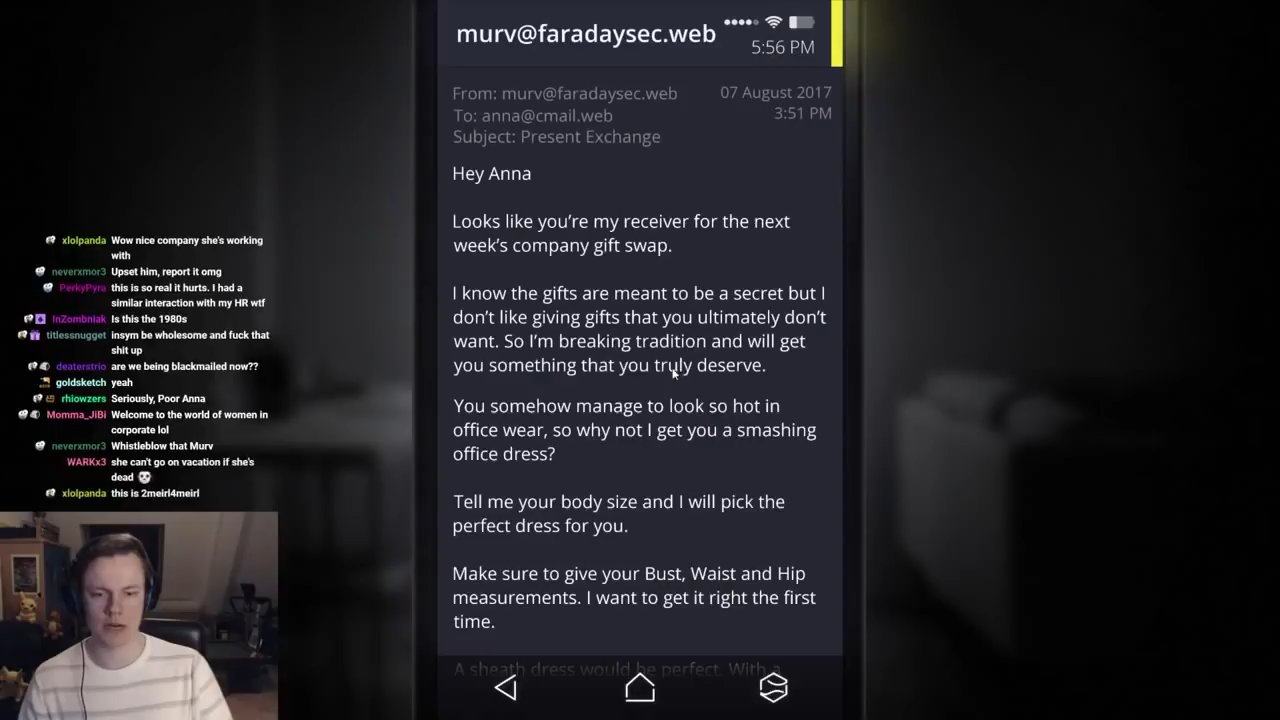 murv@faradaysec.web
5:56 PM
From: murv@faradaysec.web
07 August 2017
To: anna@cmail.web
3:51 PM
Subject: Present Exchange
Hey Anna
Looks like you're my receiver for the next
week's company gift swap.
I know the gifts are meant to be a secret but I
don't like giving gifts that you ultimately don't
want. So I'm breaking tradition and will get
you something that you truly deserve.
You somehow manage to look so hot in
office wear, so why not I get you a smashing
office dress?
Tell me your body size and I will pick the
perfect dress for you.
Make sure to give your Bust, Waist and Hip
measurements. I want to get it right the first
time.
A sheath dress would be perfect. With a
xlolpanda Wow nice company she's working
with
neverxmor3 Upset him, report it omg
PerkyPyru this is so real it hurts. I had a
similar interaction with my HR wtf
InZombniak Is this the 1980s
titlessnugget insym be wholesome and fuck that
shit up
deaterstrio are we being blackmailed now??
goldsketch yeah
rhiowzers Seriously, Poor Anna
Momma_JiBi Welcome to the world of women in
corporate lol
neverxmor3 Whistleblow that Murv
WARKx3 she can't go on vacation if she's
dead 💀
xlolpanda this is 2meirl4meirl